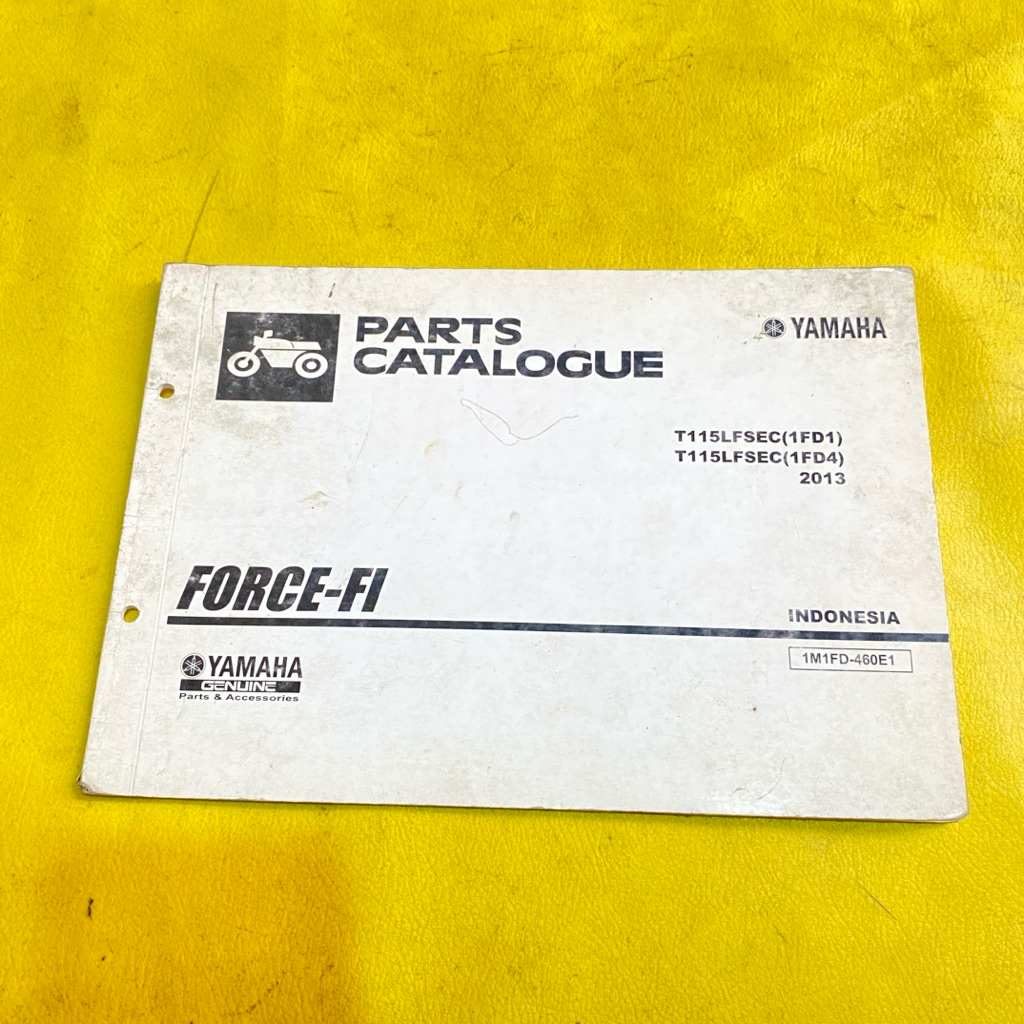 PARTS
CATALOGUE
YAMAHA
T115LFSEC(1FD1)
T115LFSEC(1FD4)
2013
FORCE-FI
INDONESIA
1M1FD-460E1
YAMAHA
GENUINE
Parts & Accessories